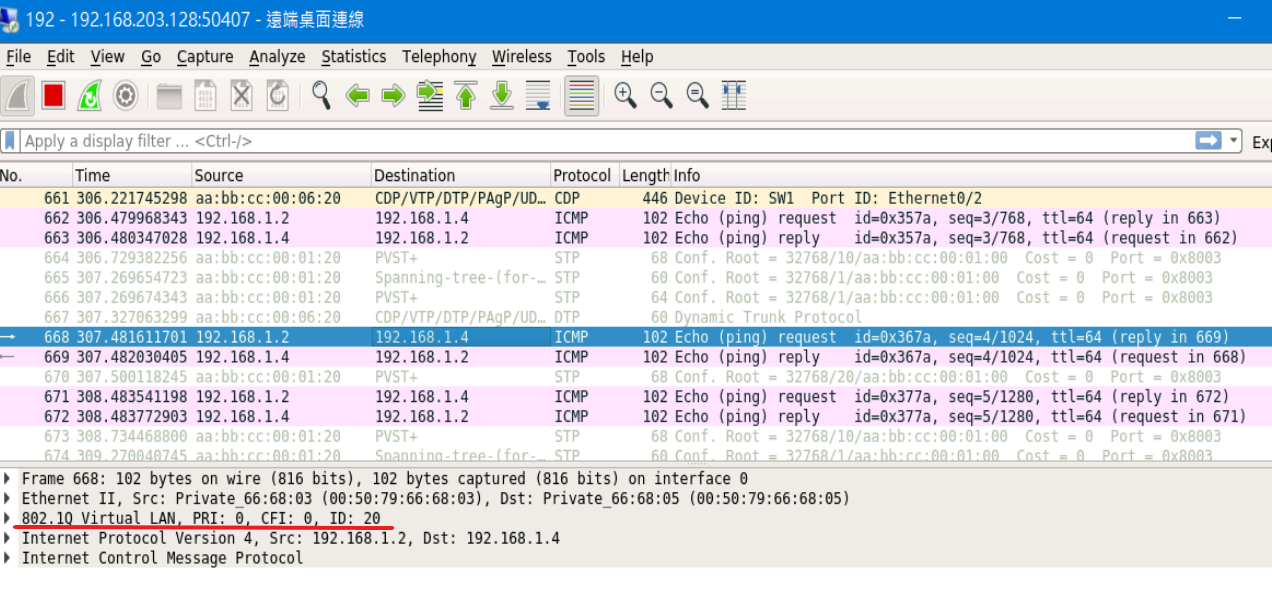 192 - 192.168.203.128:50407 - 遠端桌面連線
File Edit View Go Capture Analyze Statistics Telephony Wireless Tools Help
Apply a display filter ... <Ctrl-/>
No. Time Source Destination Protocol Length Info
661 306.221745298 aa:bb:cc:00:06:20 CDP/VTP/DTP/PAgP/UD… CDP 446 Device ID: SW1 Port ID: Ethernet0/2
662 306.479968343 192.168.1.2 192.168.1.4 ICMP 102 Echo (ping) request id=0x357a, seq=3/768, ttl=64 (reply in 663)
663 306.480347028 192.168.1.4 192.168.1.2 ICMP 102 Echo (ping) reply id=0x357a, seq=3/768, ttl=64 (request in 662)
664 306.729382256 aa:bb:cc:00:01:20 PVST+ STP 68 Conf. Root = 32768/10/aa:bb:cc:00:01:00 Cost = 0 Port = 0x8003
665 307.269654723 aa:bb:cc:00:01:20 Spanning-tree-(for-… STP 60 Conf. Root = 32768/1/aa:bb:cc:00:01:00 Cost = 0 Port = 0x8003
666 307.269674343 aa:bb:cc:00:01:20 PVST+ STP 64 Conf. Root = 32768/1/aa:bb:cc:00:01:00 Cost = 0 Port = 0x8003
667 307.327063299 aa:bb:cc:00:06:20 CDP/VTP/DTP/PAgP/UD… DTP 60 Dynamic Trunk Protocol
668 307.481611701 192.168.1.2 192.168.1.4 ICMP 102 Echo (ping) request id=0x367a, seq=4/1024, ttl=64 (reply in 669)
669 307.482030405 192.168.1.4 192.168.1.2 ICMP 102 Echo (ping) reply id=0x367a, seq=4/1024, ttl=64 (request in 668)
670 307.500118245 aa:bb:cc:00:01:20 PVST+ STP 68 Conf. Root = 32768/20/aa:bb:cc:00:01:00 Cost = 0 Port = 0x8003
671 308.483541198 192.168.1.2 192.168.1.4 ICMP 102 Echo (ping) request id=0x377a, seq=5/1280, ttl=64 (reply in 672)
672 308.483772903 192.168.1.4 192.168.1.2 ICMP 102 Echo (ping) reply id=0x377a, seq=5/1280, ttl=64 (request in 671)
673 308.734468800 aa:bb:cc:00:01:20 PVST+ STP 68 Conf. Root = 32768/10/aa:bb:cc:00:01:00 Cost = 0 Port = 0x8003
674 309.270040745 aa:bb:cc:00:01:20 Spanning-tree-(for-… STP 60 Conf. Root = 32768/1/aa:bb:cc:00:01:00 Cost = 0 Port = 0x8003
Frame 668: 102 bytes on wire (816 bits), 102 bytes captured (816 bits) on interface 0
Ethernet II, Src: Private_66:68:03 (00:50:79:66:68:03), Dst: Private_66:68:05 (00:50:79:66:68:05)
802.1Q Virtual LAN, PRI: 0, CFI: 0, ID: 20
Internet Protocol Version 4, Src: 192.168.1.2, Dst: 192.168.1.4
Internet Control Message Protocol